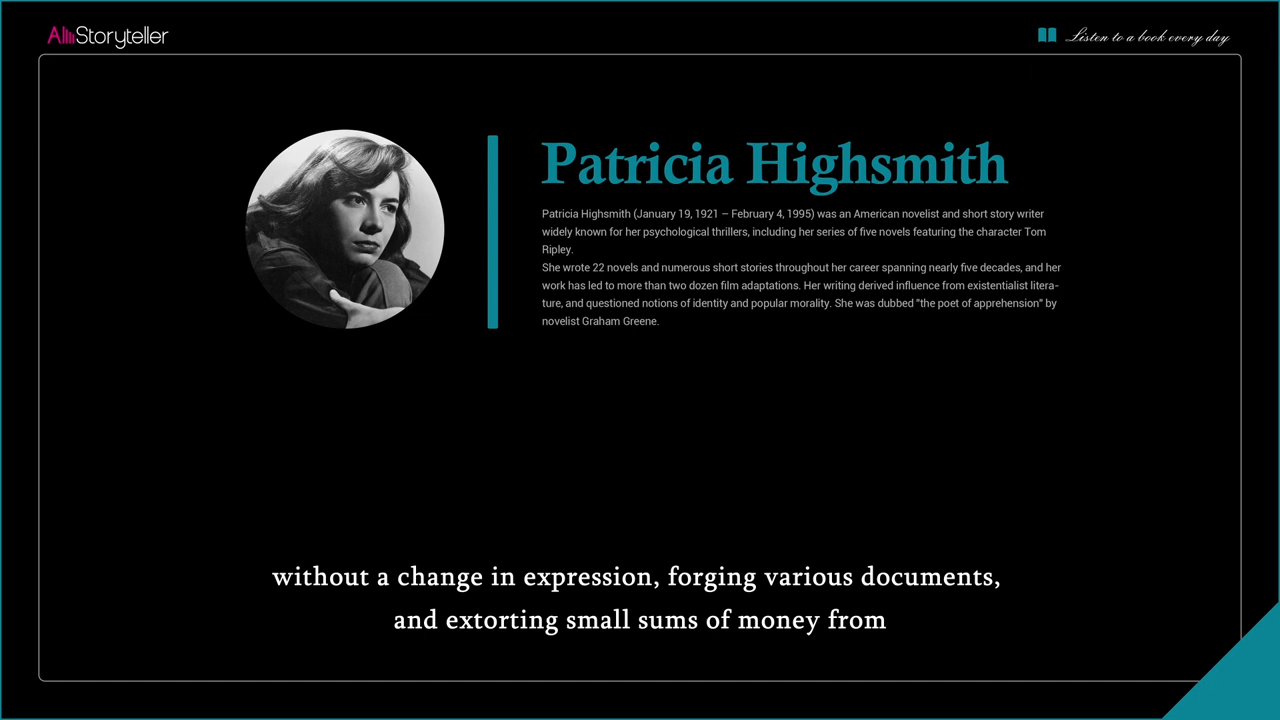 AllStoryteller
Listen to a book every day
Patricia Highsmith
Patricia Highsmith (January 19, 1921 – February 4, 1995) was an American novelist and short story writer
widely known for her psychological thrillers, including her series of five novels featuring the character Tom
Ripley.
She wrote 22 novels and numerous short stories throughout her career spanning nearly five decades, and her
work has led to more than two dozen film adaptations. Her writing derived influence from existentialist litera-
ture, and questioned notions of identity and popular morality. She was dubbed "the poet of apprehension" by
novelist Graham Greene.
without a change in expression, forging various documents,
and extorting small sums of money from